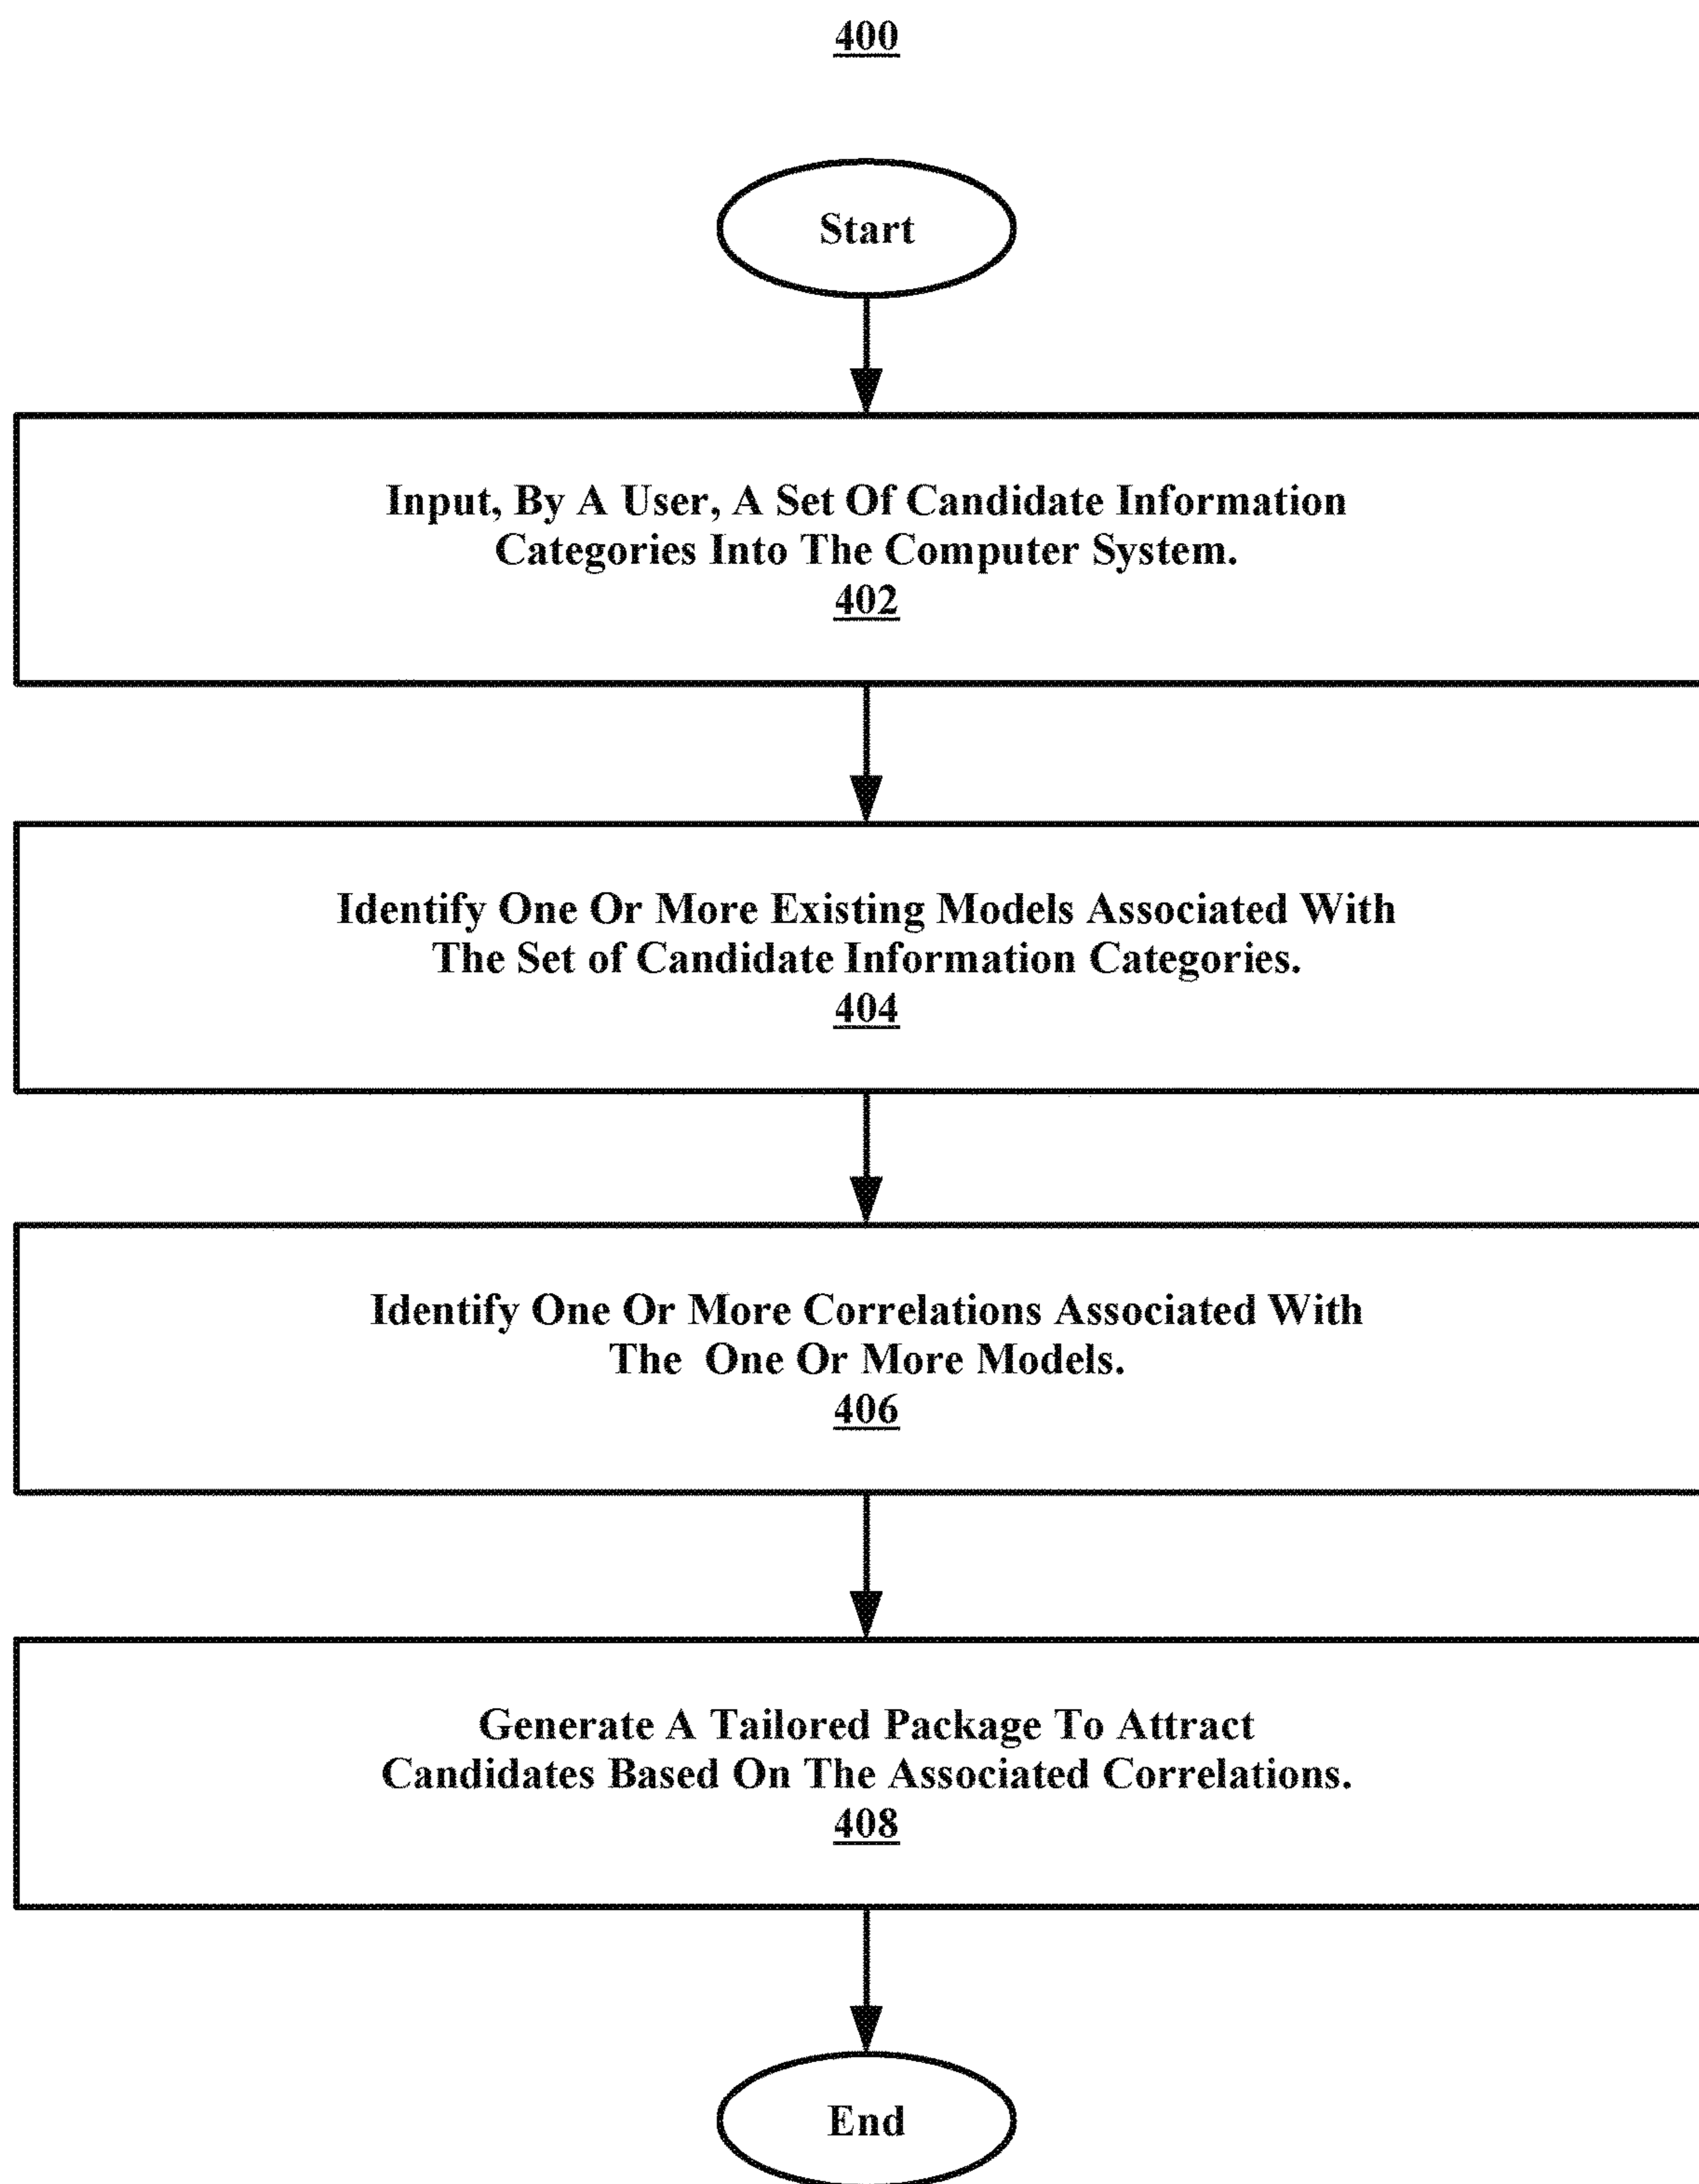 400
Start
Input, By A User, A Set Of Candidate Information
Categories Into The Computer System.
402
Identify One Or More Existing Models Associated With
The Set of Candidate Information Categories.
404
Identify One Or More Correlations Associated With
The  One Or More Models.
406
Generate A Tailored Package To Attract
Candidates Based On The Associated Correlations.
408
End